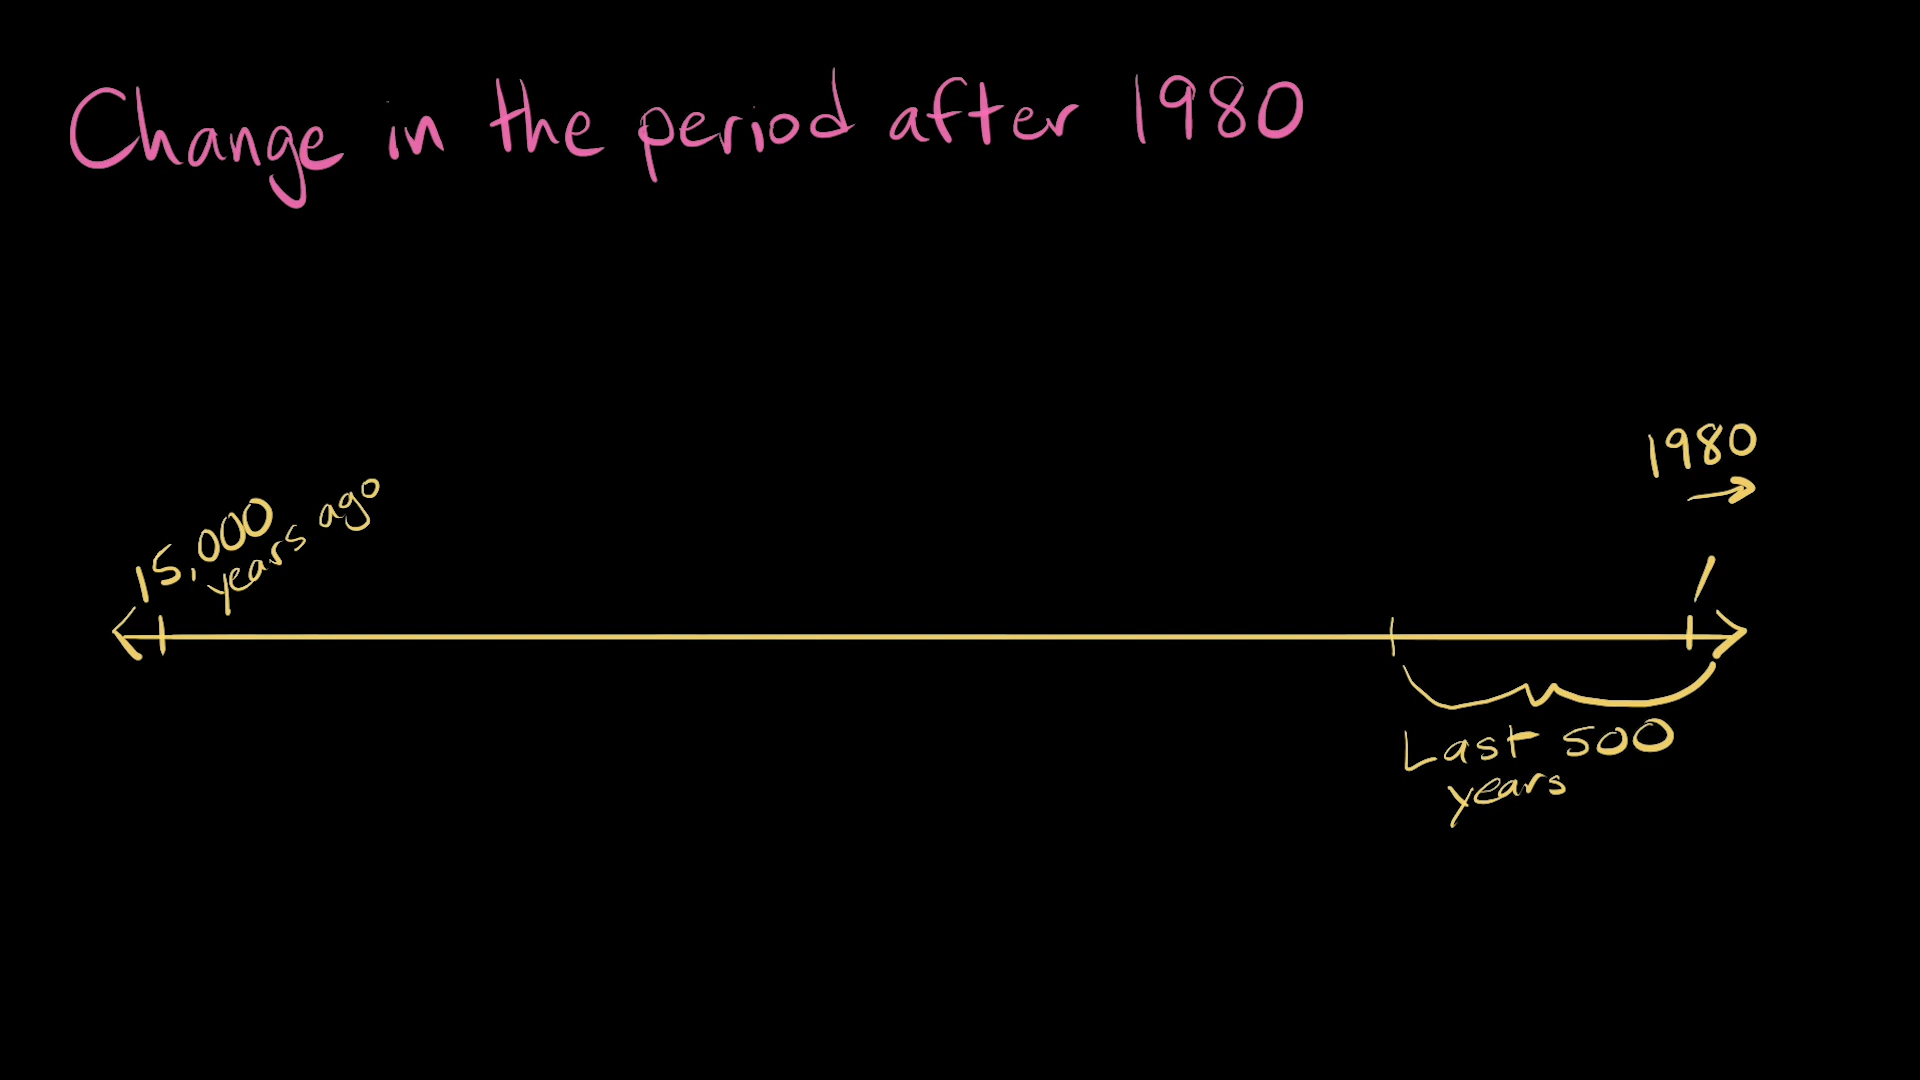 Change in the period after 1980
1980
15,000
years ago
Last 500
years